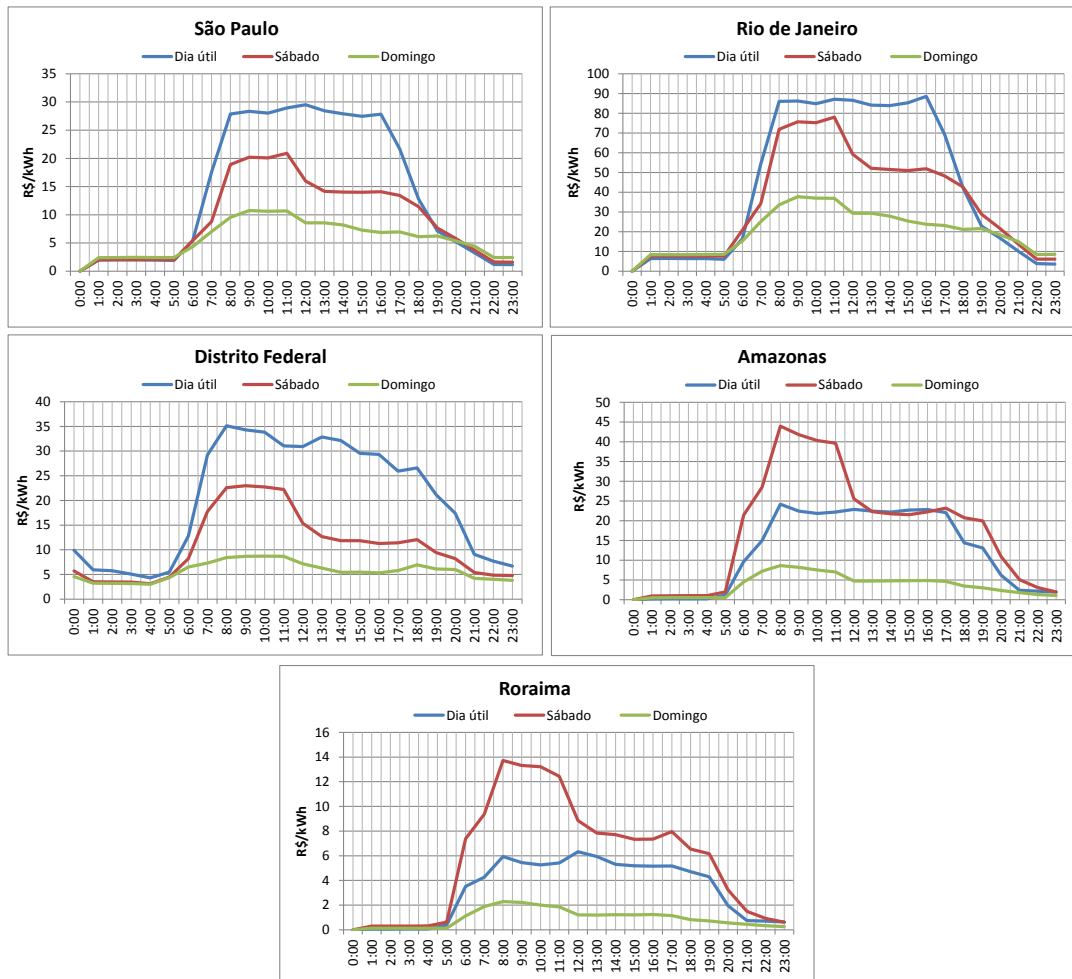 São Paulo
Dia útil Sábado Domingo
R$/kWh
35
30
25
20
15
10
5
0
0:00 1:00 2:00 3:00 4:00 5:00 6:00 7:00 8:00 9:00 10:00 11:00 12:00 13:00 14:00 15:00 16:00 17:00 18:00 19:00 20:00 21:00 22:00 23:00
Rio de Janeiro
Dia útil Sábado Domingo
R$/kWh
100
90
80
70
60
50
40
30
20
10
0
0:00 1:00 2:00 3:00 4:00 5:00 6:00 7:00 8:00 9:00 10:00 11:00 12:00 13:00 14:00 15:00 16:00 17:00 18:00 19:00 20:00 21:00 22:00 23:00
Distrito Federal
Dia útil Sábado Domingo
R$/kWh
40
35
30
25
20
15
10
5
0
0:00 1:00 2:00 3:00 4:00 5:00 6:00 7:00 8:00 9:00 10:00 11:00 12:00 13:00 14:00 15:00 16:00 17:00 18:00 19:00 20:00 21:00 22:00 23:00
Amazonas
Dia útil Sábado Domingo
R$/kWh
50
45
40
35
30
25
20
15
10
5
0
0:00 1:00 2:00 3:00 4:00 5:00 6:00 7:00 8:00 9:00 10:00 11:00 12:00 13:00 14:00 15:00 16:00 17:00 18:00 19:00 20:00 21:00 22:00 23:00
Roraima
Dia útil Sábado Domingo
R$/kWh
16
14
12
10
8
6
4
2
0
0:00 1:00 2:00 3:00 4:00 5:00 6:00 7:00 8:00 9:00 10:00 11:00 12:00 13:00 14:00 15:00 16:00 17:00 18:00 19:00 20:00 21:00 22:00 23:00